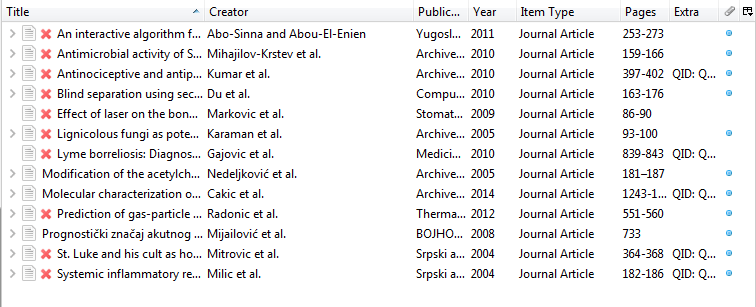 Title Creator Public... Year Item Type Journal Pages Extra
An interactive algorithm f... Abo-Sinna and Abou-El-Enien Yugosl... 2011 Journal Article 253-273
Antimicrobial activity of S... Mihajilov-Krstev et al. Archive... 2010 Journal Article 159-166
Antinociceptive and antip... Kumar et al. Archive... 2010 Journal Article 397-402 QID: Q...
Blind separation using sec... Du et al. Compu... 2010 Journal Article 163-176
Effect of laser on the bon... Markovic et al. Stomat... 2009 Journal Article 86-90
Lignicolous fungi as pote... Karaman et al. Archive... 2005 Journal Article 93-100
Lyme borreliosis: Diagnos... Gajovic et al. Medici... 2010 Journal Article 839-843 QID: Q...
Modification of the acetylch... Nedeljković et al. Archive... 2005 Journal Article 181–187
Molecular characterization o... Cakic et al. Archive... 2014 Journal Article 1243-1... QID: Q...
Prediction of gas-particle ... Radonic et al. Therma... 2012 Journal Article 551-560
Prognostički značaj akutnog ... Mijailović et al. BOJHO... 2008 Journal Article 733
St. Luke and his cult as ho... Mitrovic et al. Srpski a... 2004 Journal Article 364-368 QID: Q...
Systemic inflammatory re... Milic et al. Srpski a... 2004 Journal Article 182-186 QID: Q...